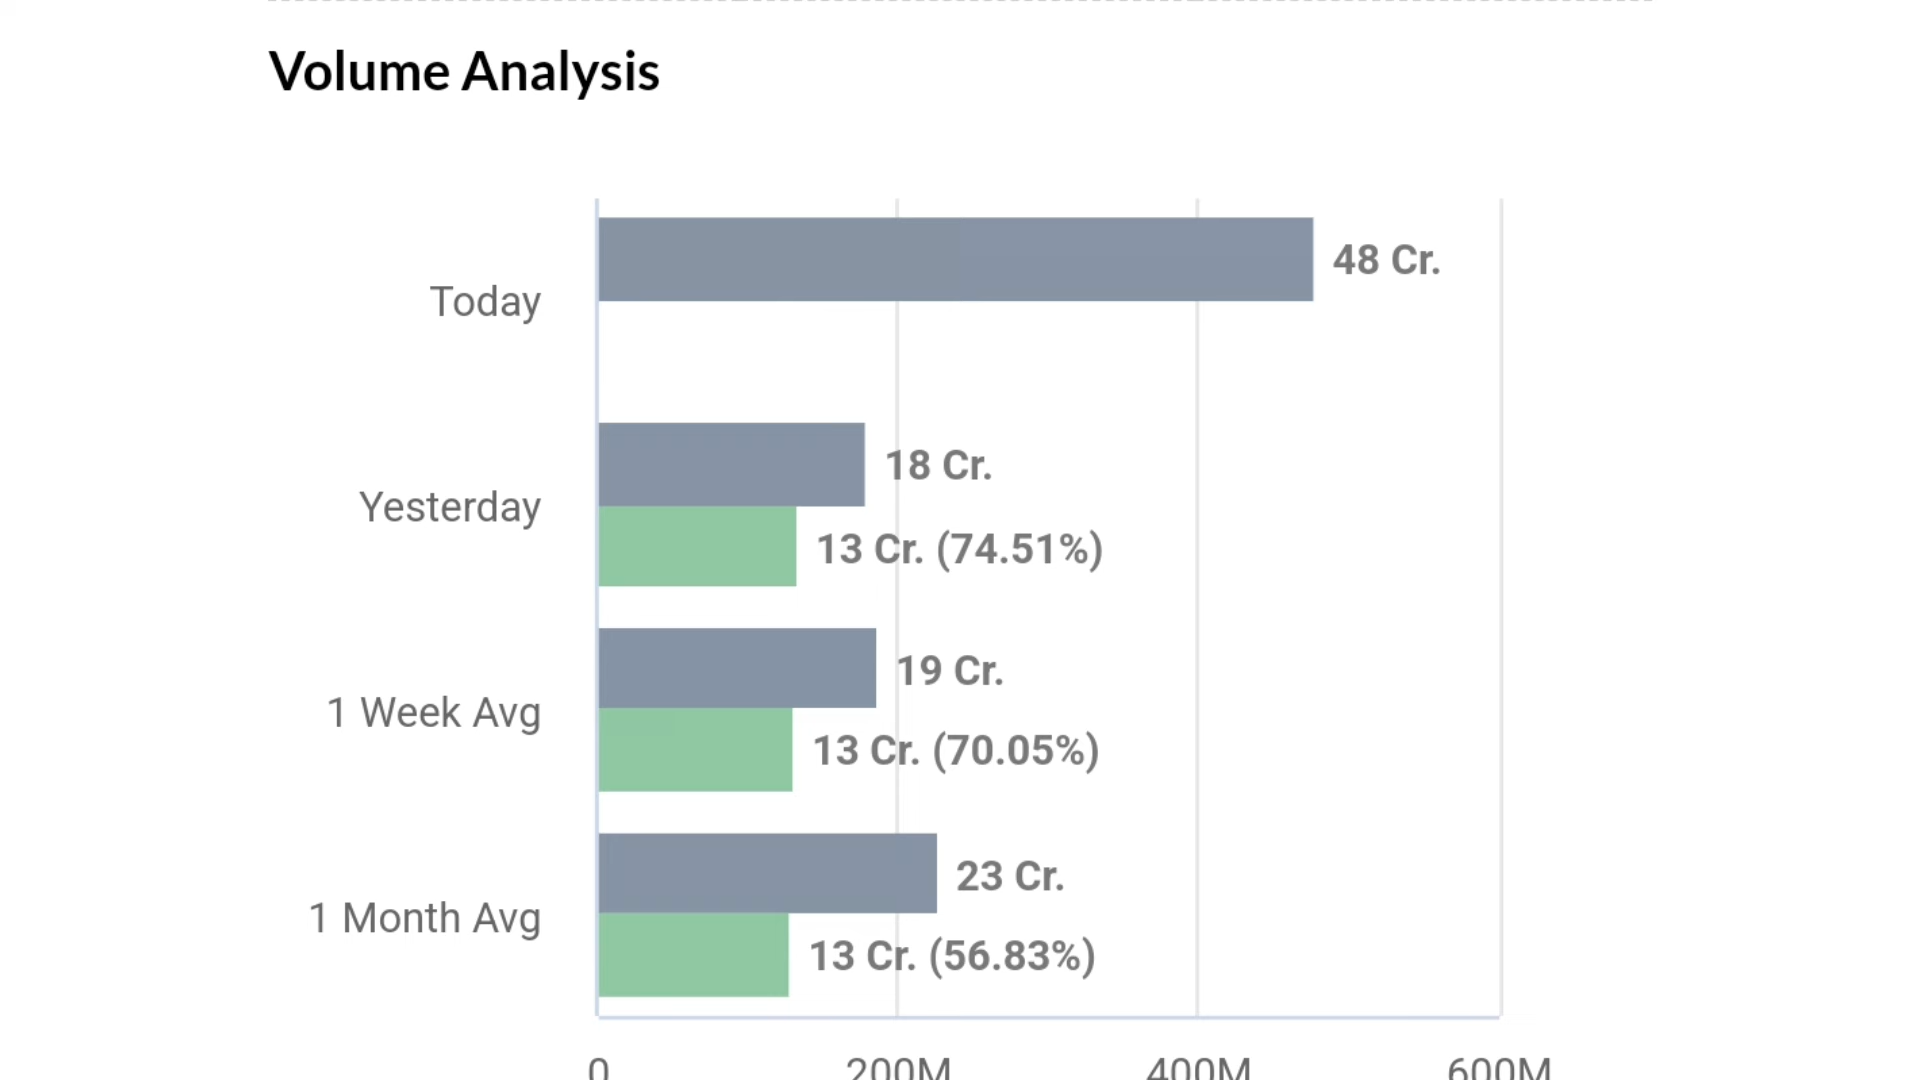 Volume Analysis
Today
48 Cr.
Yesterday
18 Cr.
13 Cr. (74.51%)
1 Week Avg
19 Cr.
13 Cr. (70.05%)
1 Month Avg
23 Cr.
13 Cr. (56.83%)
0 200M 400M 600M